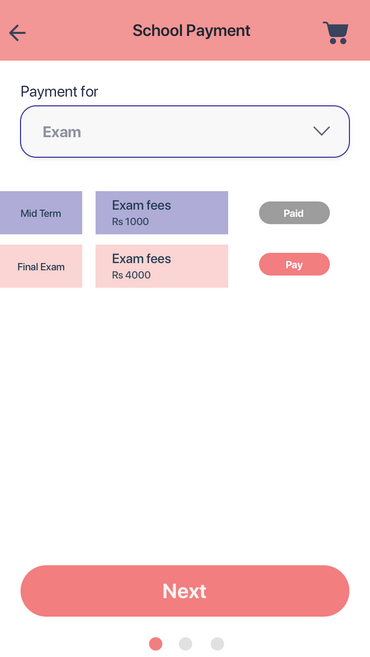 School Payment
Payment for
Exam
Mid Term
Exam fees
Rs 1000
Paid
Final Exam
Exam fees
Rs 4000
Pay
Next